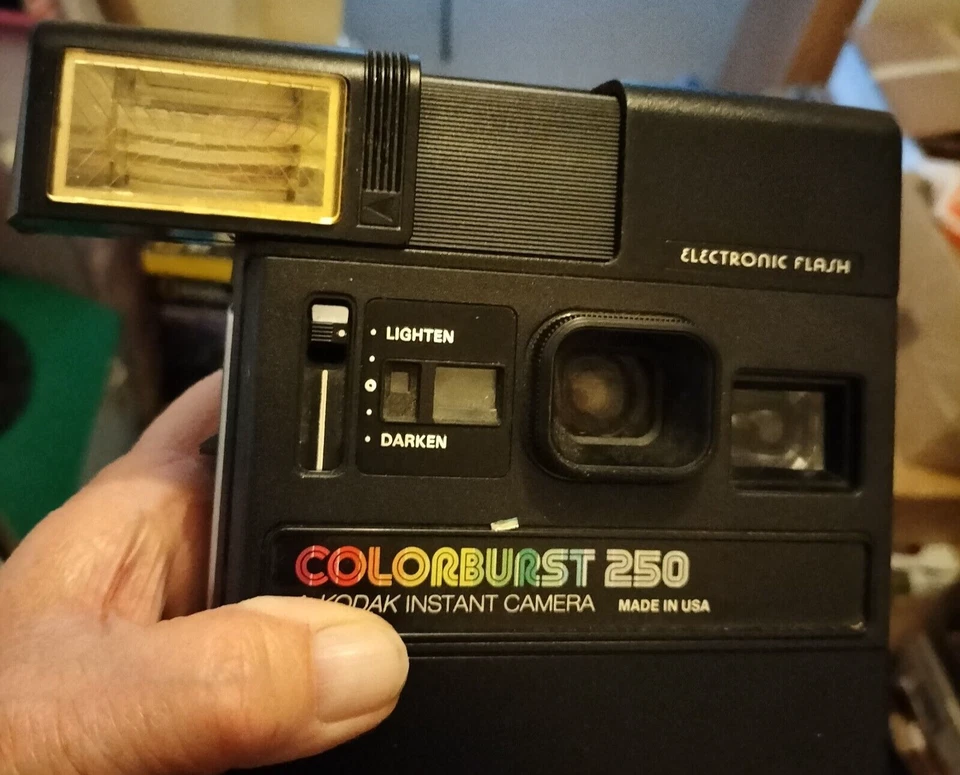 ELECTRONIC FLASH
LIGHTEN
DARKEN
COLORBURST 250
KODAK INSTANT CAMERA MADE IN USA